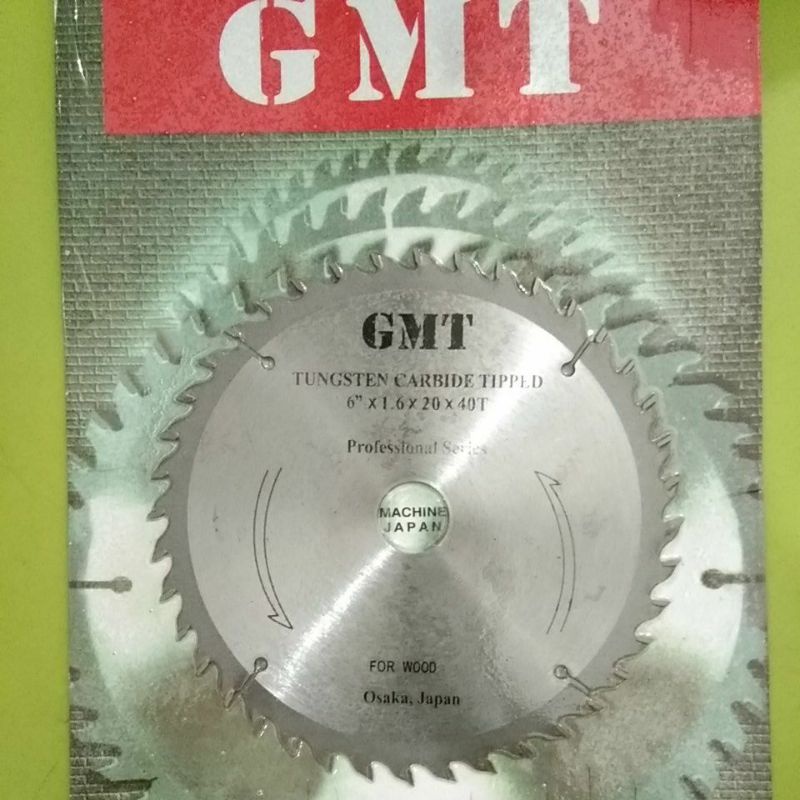 GMT
GMT
TUNGSTEN CARBIDE TIPPED
6" x 1.6 x 20 x 40T
Professional Series
MACHINE
JAPAN
FOR WOOD
Osaka, Japan